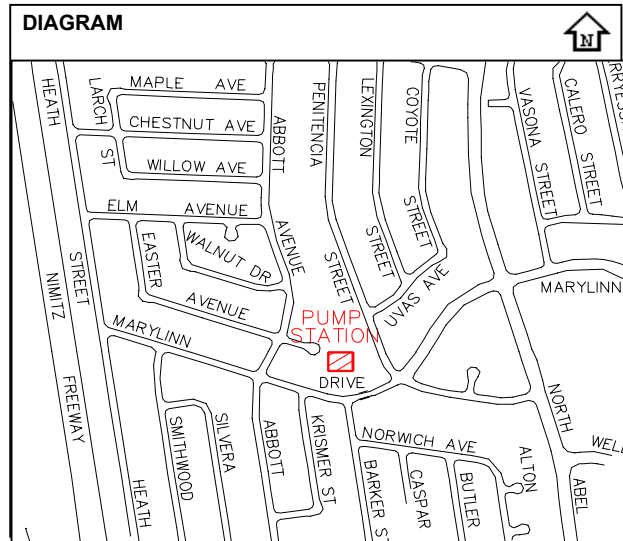 DIAGRAM
N
HEATH
STREET
LARCH
ST
MAPLE AVE
CHESTNUT AVE
WILLOW AVE
ELM AVENUE
ABBOTT
AVENUE
PENITENCIA
STREET
LEXINGTON
STREET
COYOTE
STREET
VASONA
STREET
CALERO
STREET
WALNUT DR
EASTER
AVENUE
NIMITZ
FREEWAY
MARYLINN
DRIVE
PUMP
STATION
UVAS AVE
MARYLINN
NORTH
ABEL
HEATH
SMITHWOOD
SILVERA
ABBOTT
KRISMER ST
BARKER ST
NORWICH AVE
CASPAR
BUTLER
ALTON